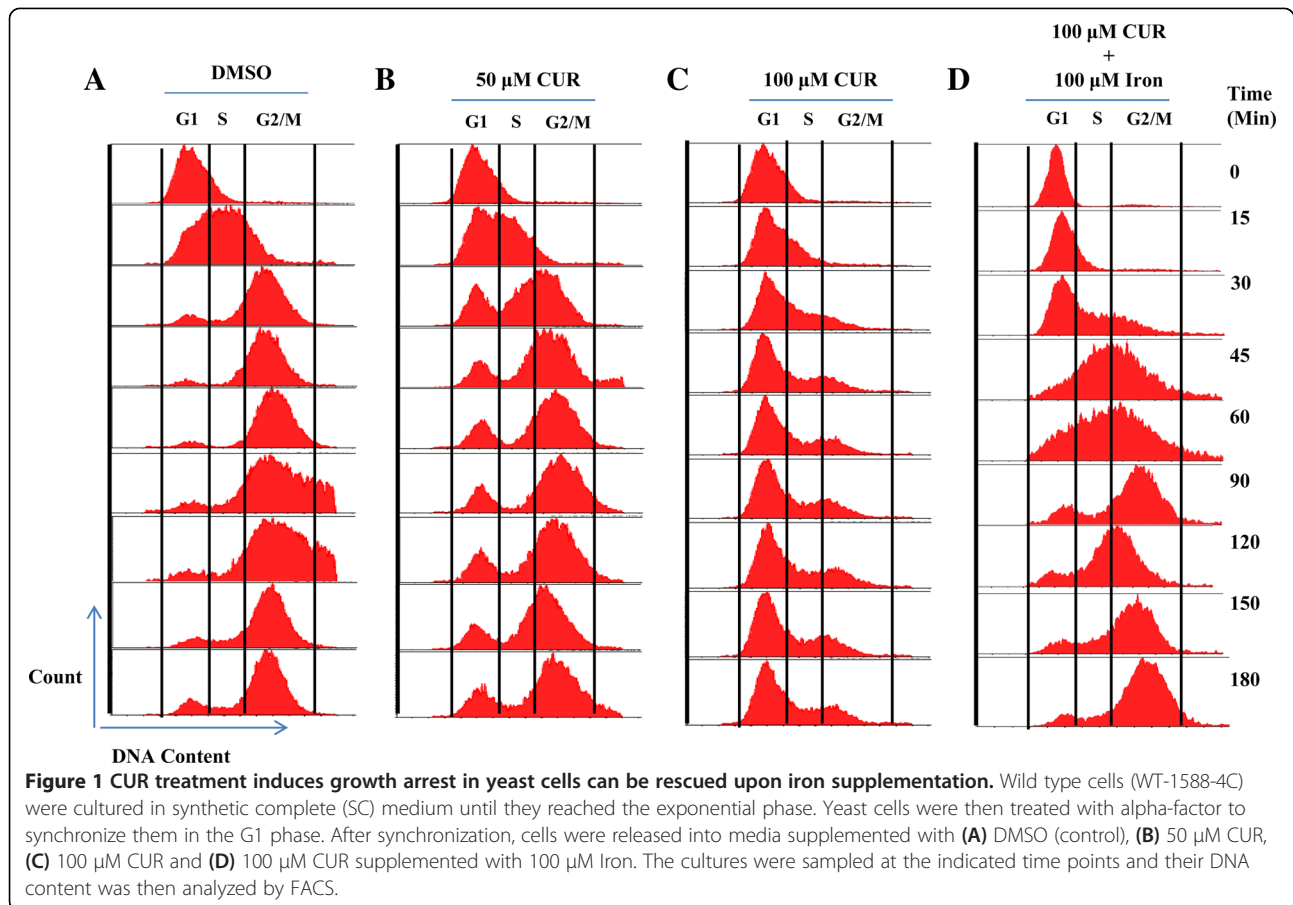 A
DMSO
G1 S G2/M
B
50 μM CUR
G1 S G2/M
C
100 μM CUR
G1 S G2/M
D
100 μM CUR
+
100 μM Iron
G1 S G2/M
Time
(Min)
0
15
30
45
60
90
120
150
180
Count
DNA Content
Figure 1 CUR treatment induces growth arrest in yeast cells can be rescued upon iron supplementation. Wild type cells (WT-1588-4C)
were cultured in synthetic complete (SC) medium until they reached the exponential phase. Yeast cells were then treated with alpha-factor to
synchronize them in the G1 phase. After synchronization, cells were released into media supplemented with (A) DMSO (control), (B) 50 μM CUR,
(C) 100 μM CUR and (D) 100 μM CUR supplemented with 100 μM Iron. The cultures were sampled at the indicated time points and their DNA
content was then analyzed by FACS.